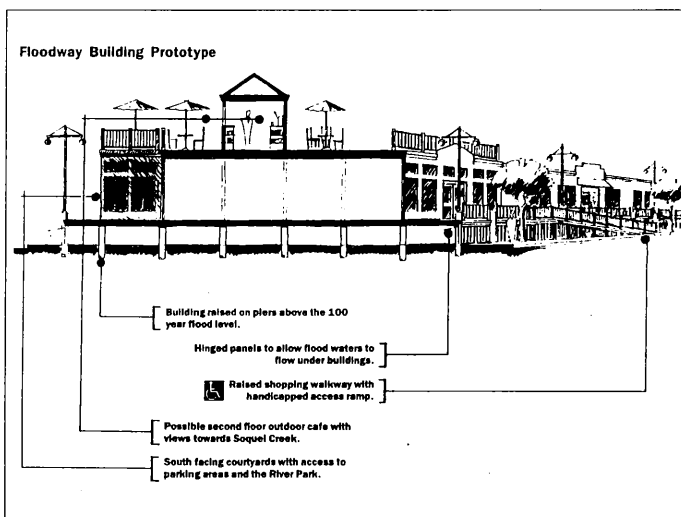 Floodway Building Prototype
Building raised on piers above the 100
year flood level.
Hinged panels to allow flood waters to
flow under buildings.
Raised shopping walkway with
handicapped access ramp.
Possible second floor outdoor cafe with
views towards Soquel Creek.
South facing courtyards with access to
parking areas and the River Park.